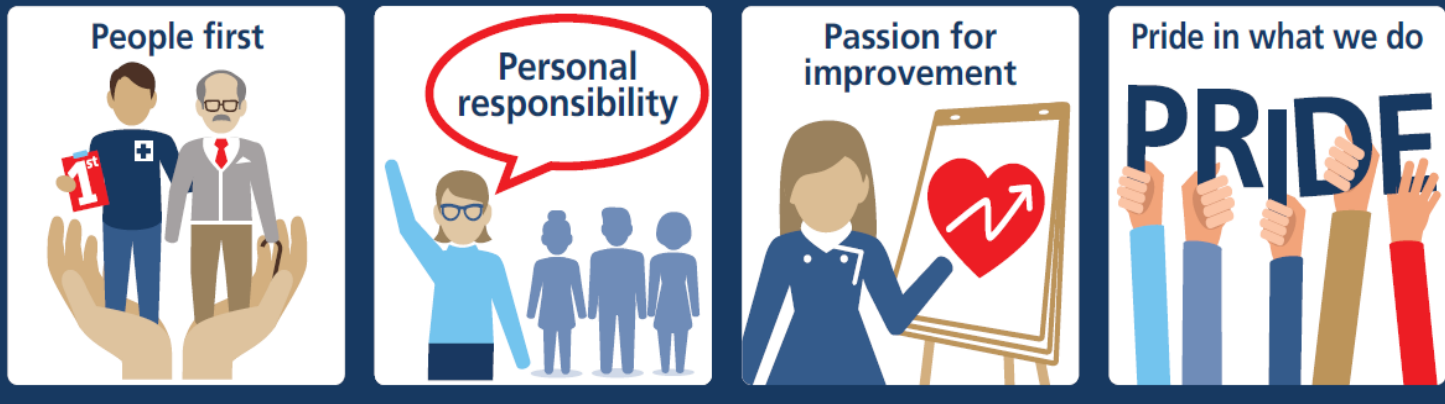 People first
1st
Personal
responsibility
Passion for
improvement
Pride in what we do
PRIDE